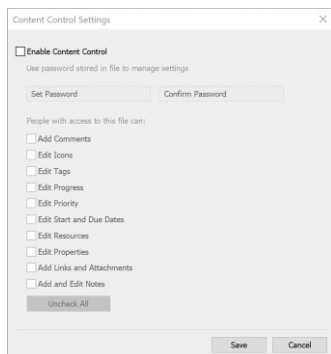 Content Control Settings
Enable Content Control
Use password stored in file to manage settings
Set Password
Confirm Password
People with access to this file can:
Add Comments
Edit Icons
Edit Tags
Edit Progress
Edit Priority
Edit Start and Due Dates
Edit Resources
Edit Properties
Add Links and Attachments
Add and Edit Notes
Uncheck All
Save
Cancel